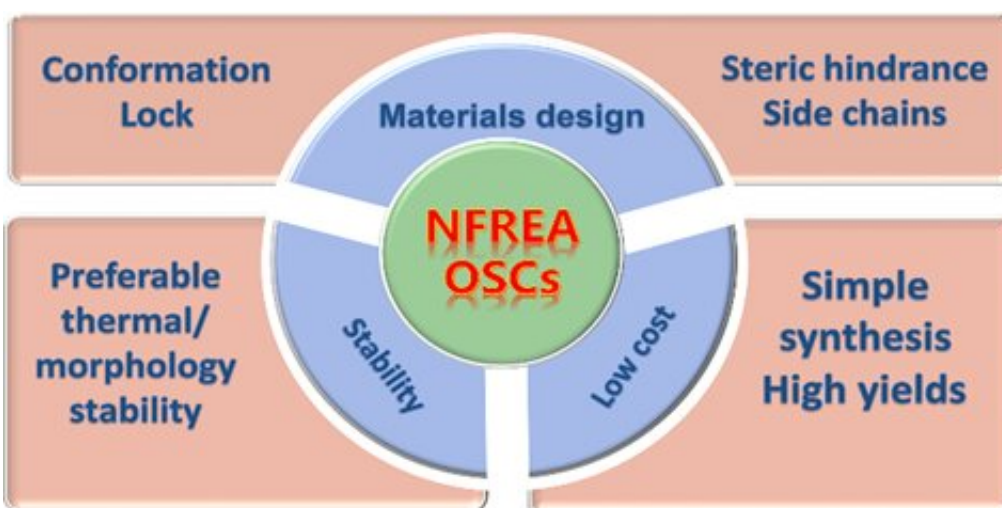 Conformation
Lock
Materials design
Steric hindrance
Side chains
NFREA
OSCs
Preferable
thermal/
morphology
stability
Stability
Low cost
Simple
synthesis
High yields